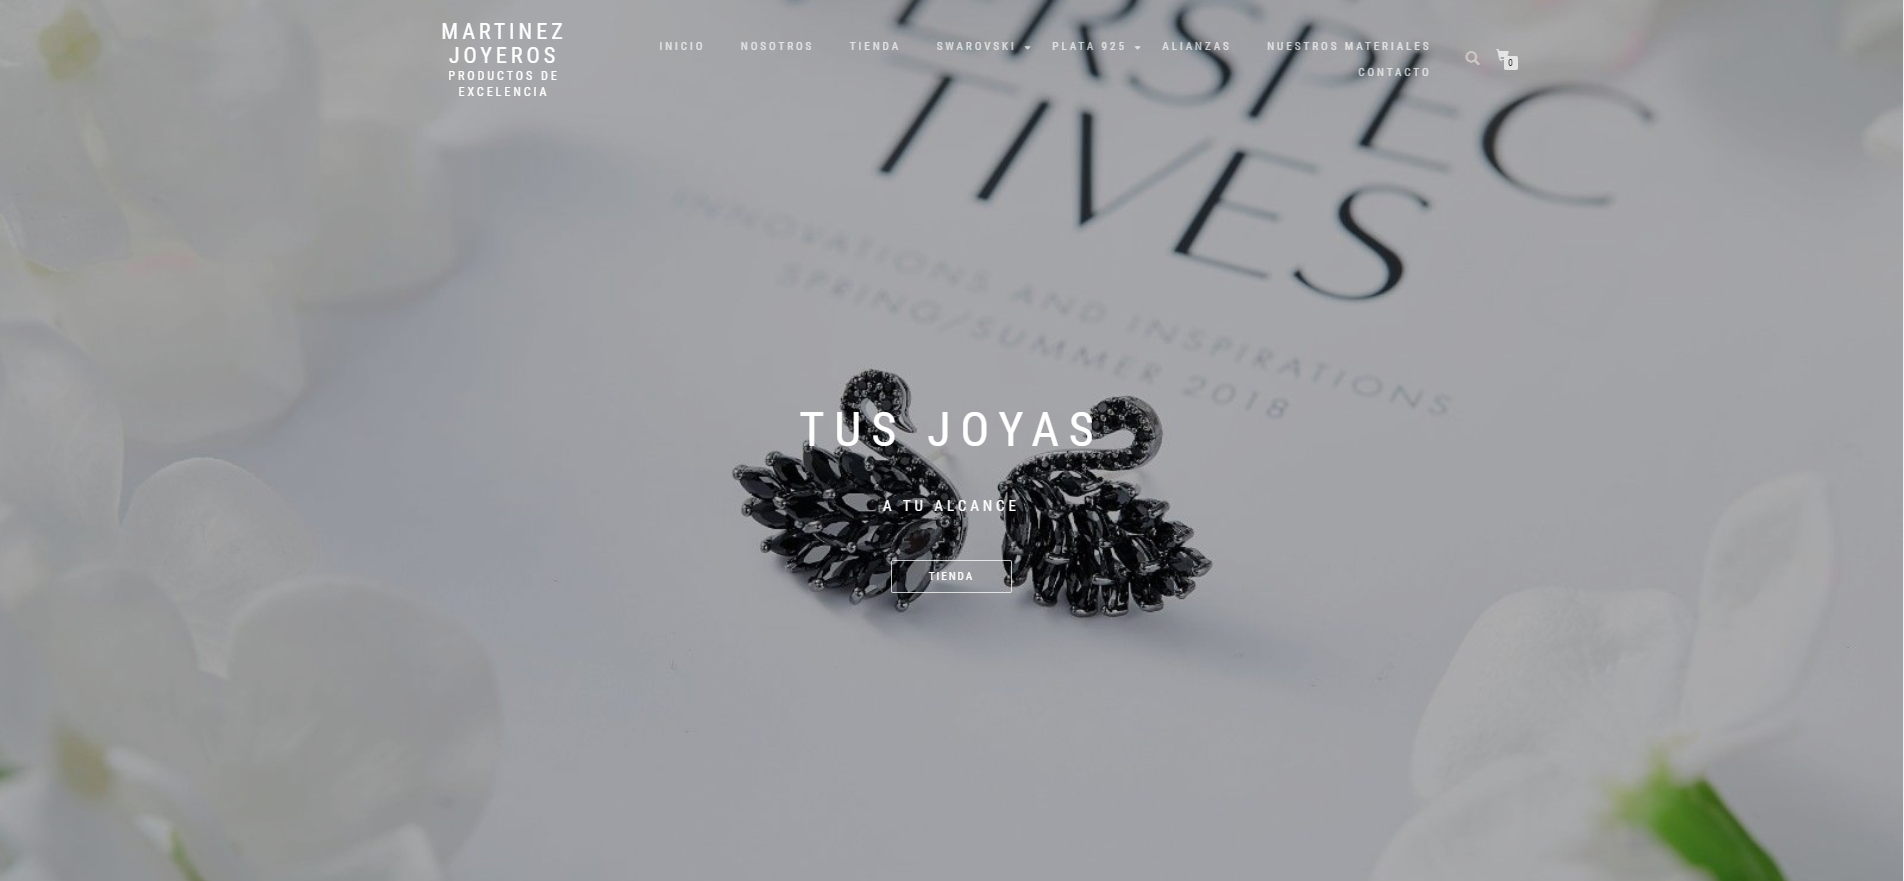 MARTINEZ
JOYEROS
PRODUCTOS DE
EXCELENCIA
INICIO NOSOTROS TIENDA SWAROVSKI PLATA 925 ALIANZAS NUESTROS MATERIALES
CONTACTO
0
PERSPEC
TIVES
INNOVATIONS AND INSPIRATIONS
SPRING/SUMMER 2018
TUS JOYAS
A TU ALCANCE
TIENDA